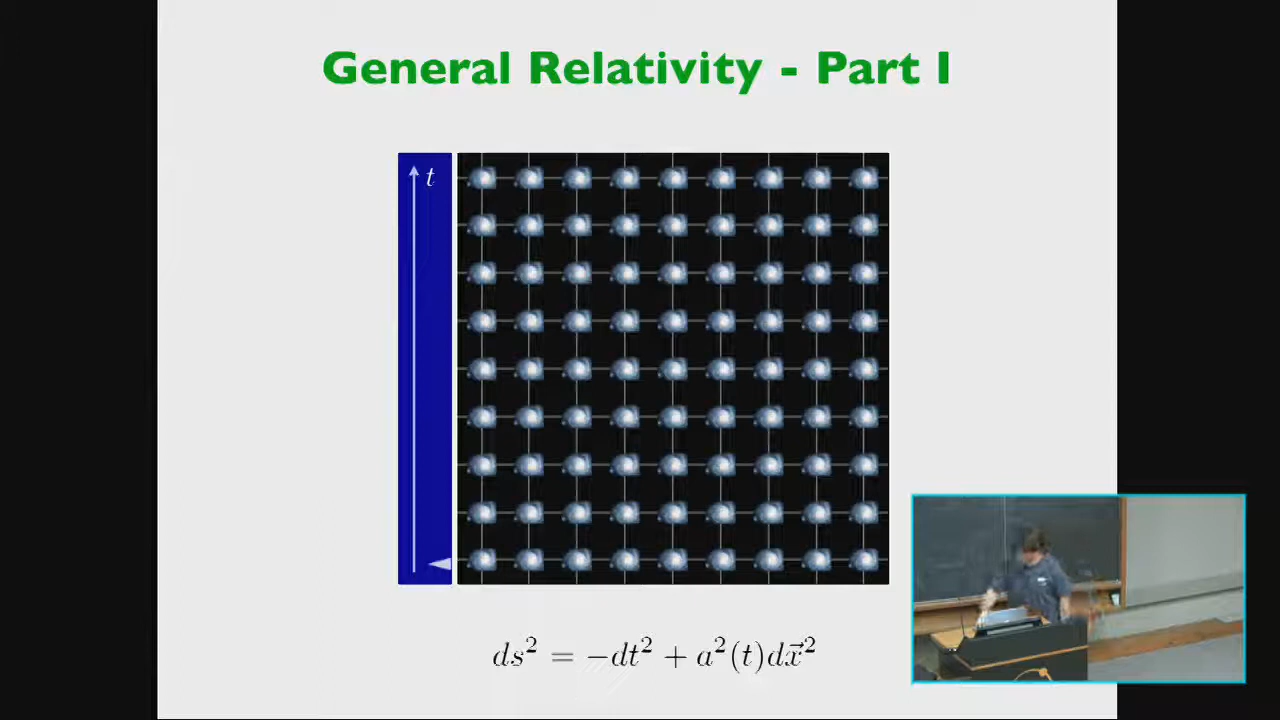 General Relativity - Part I
t
ds² = −dt² + a²(t)dx⃗²